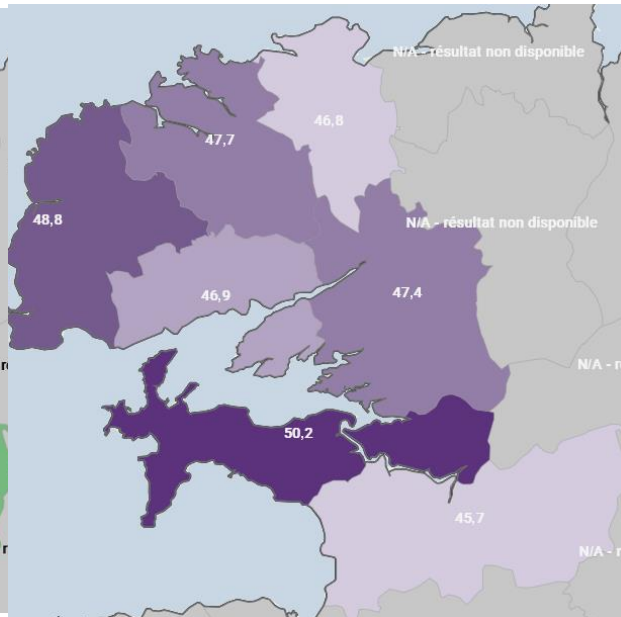 N/A - résultat non disponible
46,8
47,7
48,8
N/A - résultat non disponible
46,9
47,4
N/A - r
50,2
45,7
N/A - r